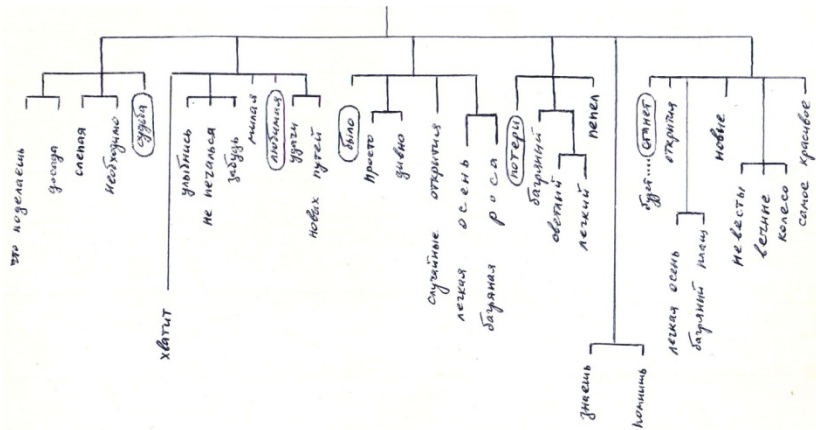 что поделаешь
досада
слепая
необходимо
судьба
хватит
улыбнись
не печалься
забудь
милая
любимая
удачи
новых путей
было
просто
дивно
случайные открытия
легкая осень
багряная роса
потери
багряный
светлый
легкий
пепел
знаешь
помнишь
будет.... станет
открытия
легкая осень
багряный плащ
новые
невесты
вечные
колесо
самое красивое